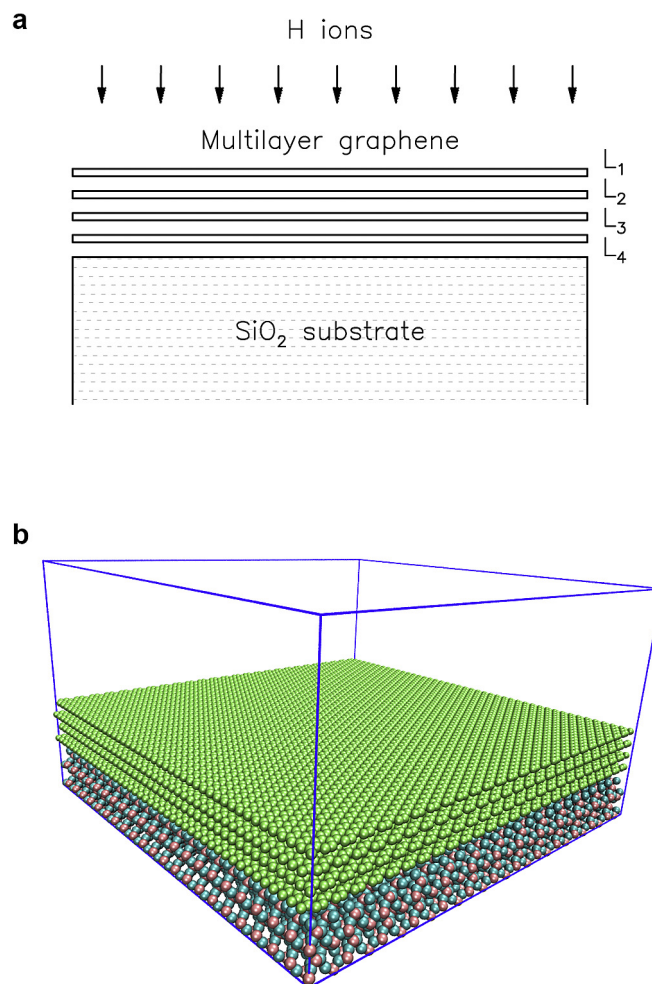 a
H ions
Multilayer graphene
L₁
L₂
L₃
L₄
SiO₂ substrate
b